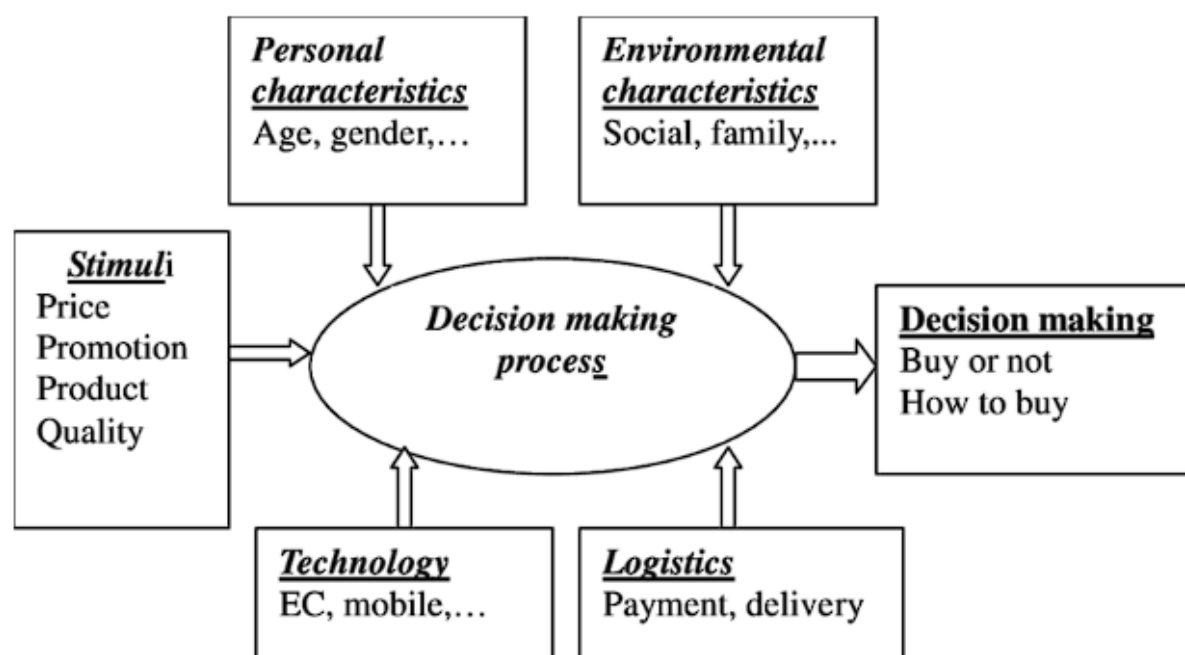 Personal
characteristics
Age, gender,…
Environmental
characteristics
Social, family,...
Stimuli
Price
Promotion
Product
Quality
Decision making
process
Decision making
Buy or not
How to buy
Technology
EC, mobile,…
Logistics
Payment, delivery